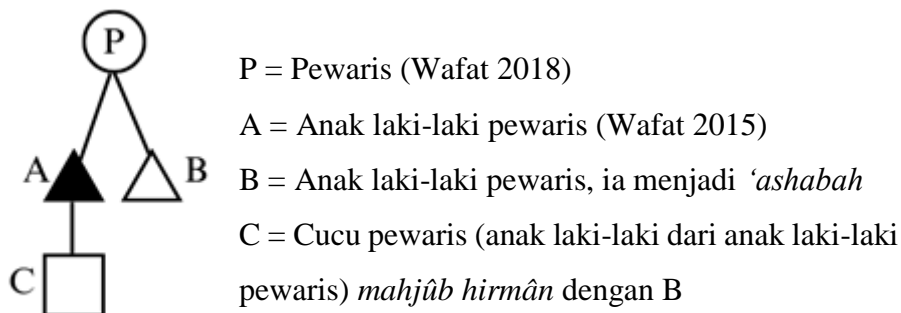 P
P = Pewaris (Wafat 2018)
A = Anak laki-laki pewaris (Wafat 2015)
A
B
B = Anak laki-laki pewaris, ia menjadi ‘ashabah
C = Cucu pewaris (anak laki-laki dari anak laki-laki
C
pewaris) mahjûb hirmân dengan B